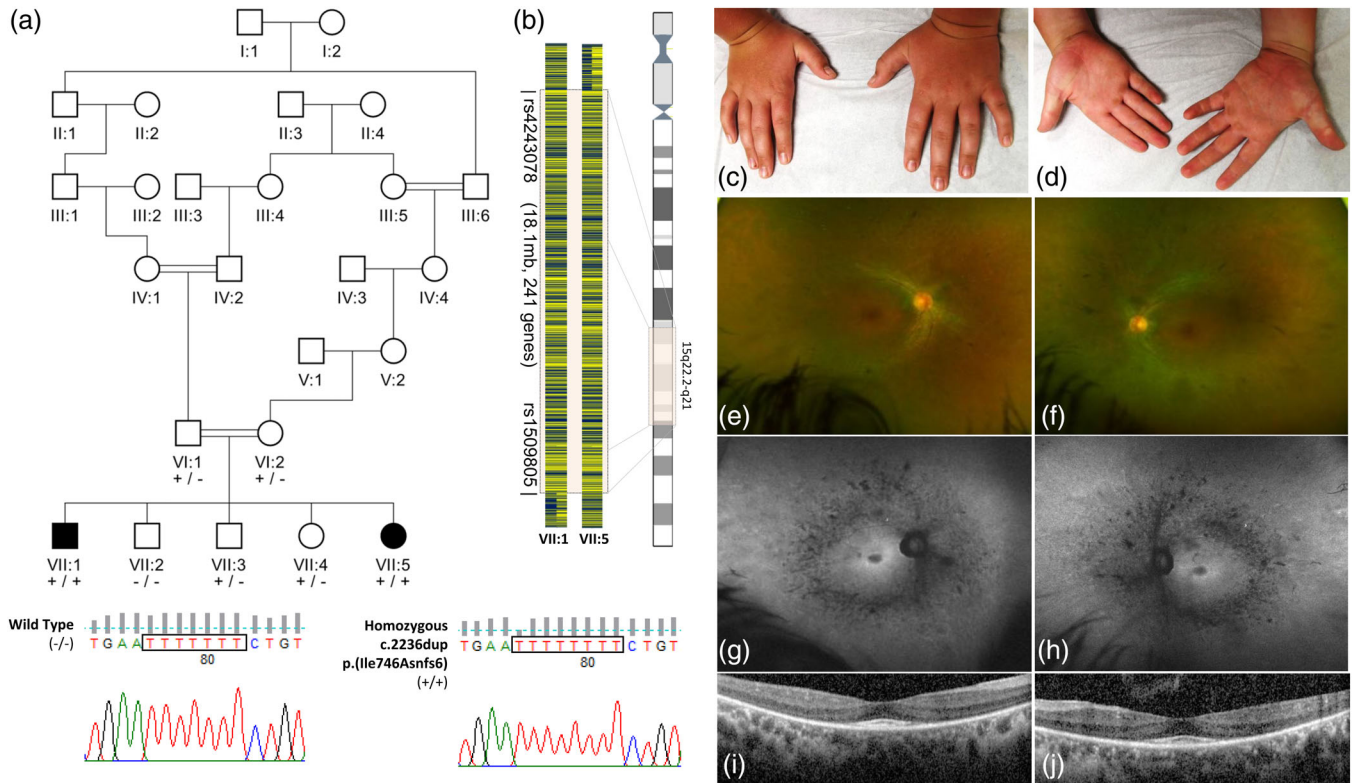 (a)
I:1 I:2
II:1 II:2 II:3 II:4
III:1 III:2 III:3 III:4 III:5 III:6
IV:1 IV:2 IV:3 IV:4
V:1 V:2
VI:1 VI:2
+ / - + / -
VII:1 VII:2 VII:3 VII:4 VII:5
+ / + - / - + / - + / - + / +
Wild Type
(-/-)
TGAATTTTTTTCTGT
80
Homozygous
c.2236dup
p.(Ile746Asnfs6)
(+/+)
TGAATTTTTTTTCTGT
80
(b)
| rs4243078 (18.1mb, 241 genes) rs1509805 |
VII:1 VII:5
15q22.2-q21
(c)
(d)
(e)
(f)
(g)
(h)
(i)
(j)